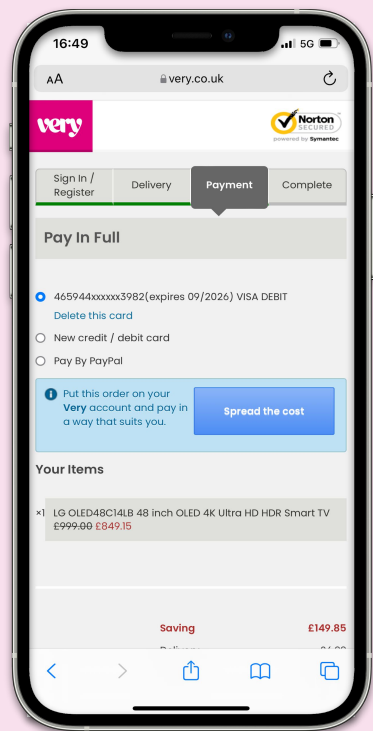 16:49
5G
AA
very.co.uk
very
Norton
SECURED
powered by Symantec
Sign In /
Register
Delivery
Payment
Complete
Pay In Full
465944xxxxxx3982(expires 09/2026) VISA DEBIT
Delete this card
New credit / debit card
Pay By PayPal
Put this order on your
Very account and pay in
a way that suits you.
Spread the cost
Your Items
×1 LG OLED48C14LB 48 inch OLED 4K Ultra HD HDR Smart TV
£999.00 £849.15
Saving £149.85